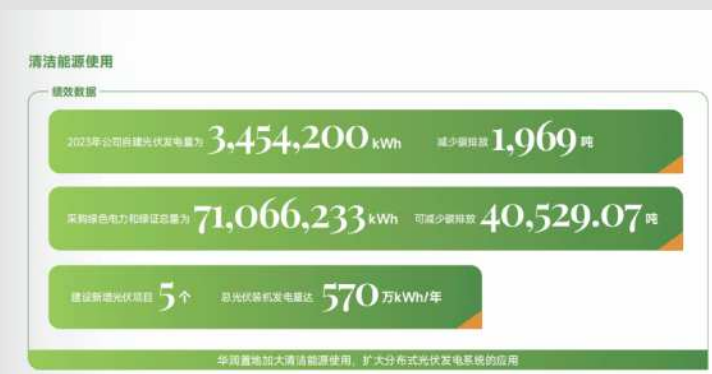 清洁能源使用
绩效数据
2023年公司自建光伏发电量为 3,454,200 kWh 减少碳排放 1,969 吨
采购绿色电力和绿证总量为 71,066,233 kWh 可减少碳排放 40,529.07 吨
建设新增光伏项目 5 个 总光伏装机发电量达 570 万kWh/年
华润置地加大清洁能源使用，扩大分布式光伏发电系统的应用